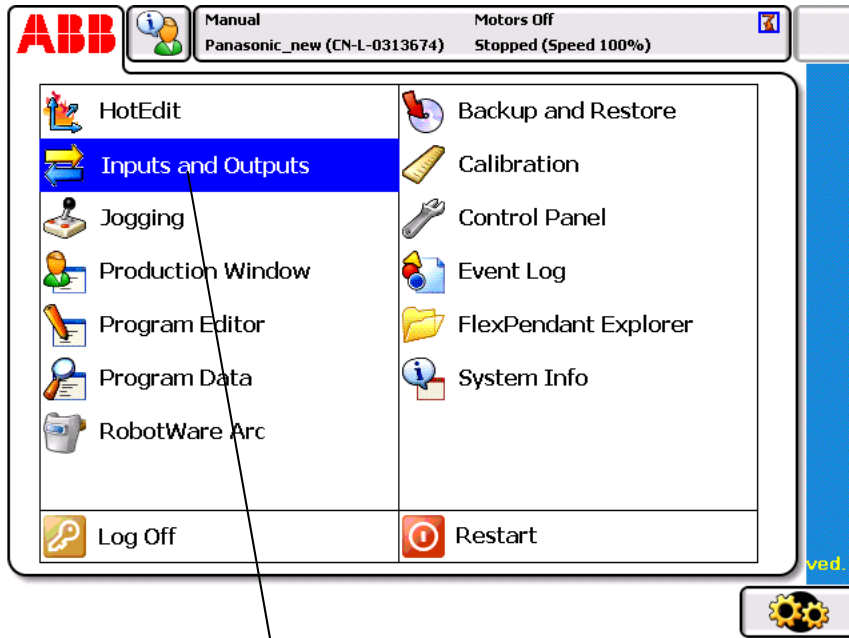 ABB
Manual
Panasonic_new (CN-L-0313674)
Motors Off
Stopped (Speed 100%)
HotEdit
Inputs and Outputs
Jogging
Production Window
Program Editor
Program Data
RobotWare Arc
Backup and Restore
Calibration
Control Panel
Event Log
FlexPendant Explorer
System Info
Log Off
Restart
ved.